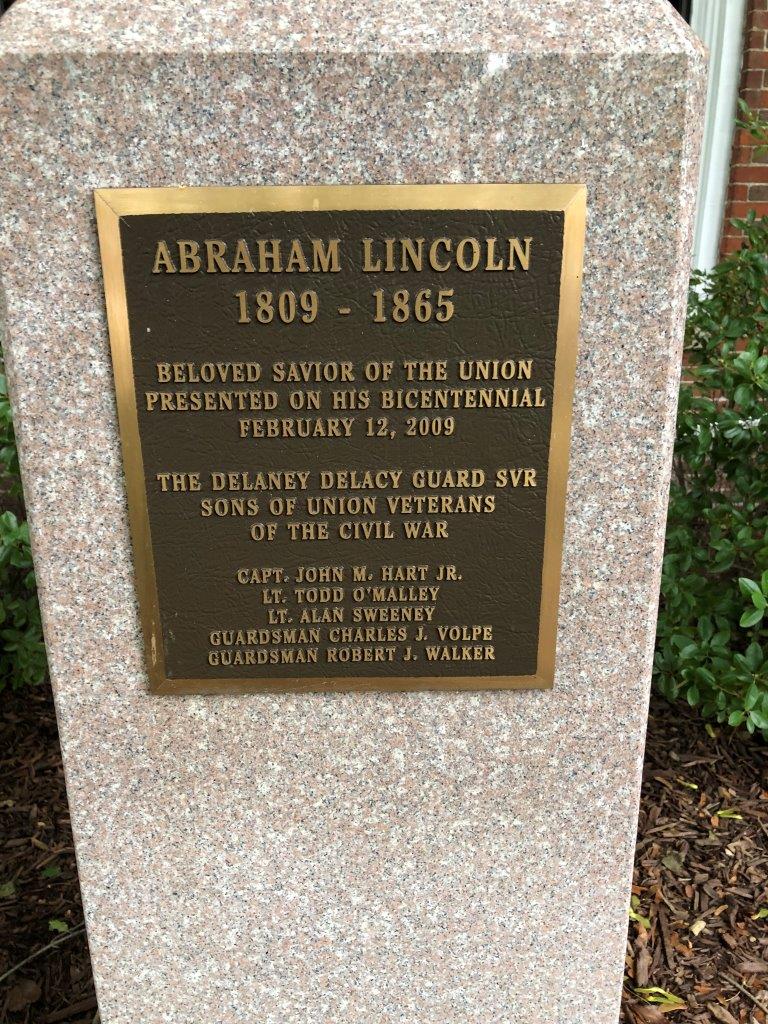 ABRAHAM LINCOLN
1809 - 1865
BELOVED SAVIOR OF THE UNION
PRESENTED ON HIS BICENTENNIAL
FEBRUARY 12, 2009
THE DELANEY DELACY GUARD SVR
SONS OF UNION VETERANS
OF THE CIVIL WAR
CAPT. JOHN M. HART JR.
LT. TODD O'MALLEY
LT. ALAN SWEENEY
GUARDSMAN CHARLES J. VOLPE
GUARDSMAN ROBERT J. WALKER